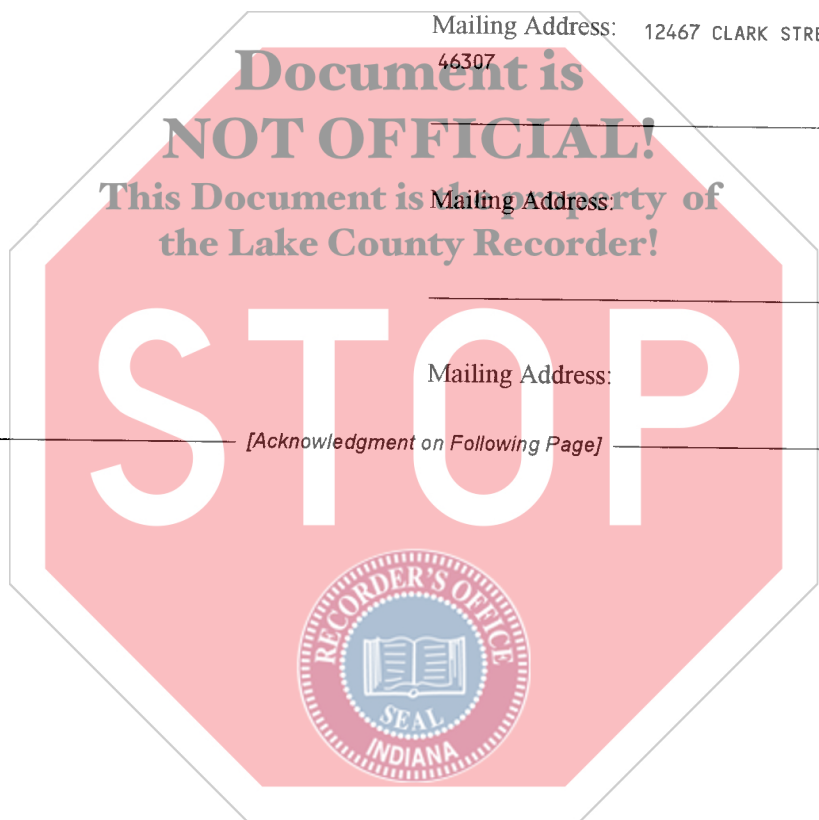 Mailing Address: 12467 CLARK STRE
46307
Document is
NOT OFFICIAL!
This Document is the property of
the Lake County Recorder!
Mailing Address:
Mailing Address:
[Acknowledgment on Following Page]
STOP
RECORDER'S OFFICE
SEAL
INDIANA